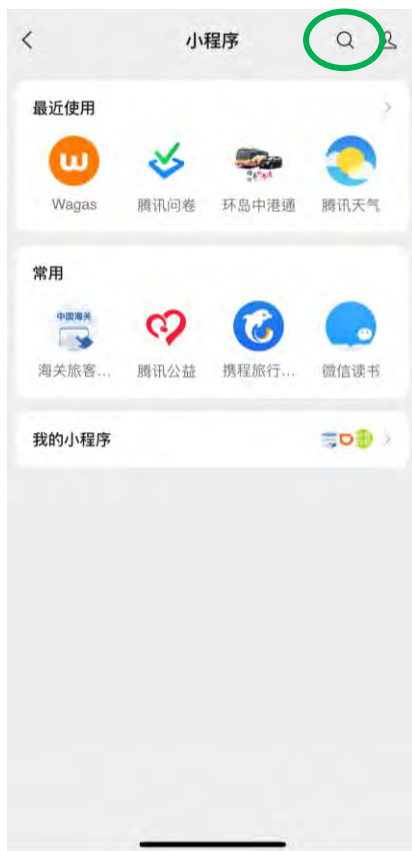 小程序
最近使用
Wagas
腾讯问卷
环岛中港通
腾讯天气
常用
中国海关
海关旅客...
腾讯公益
携程旅行...
微信读书
我的小程序